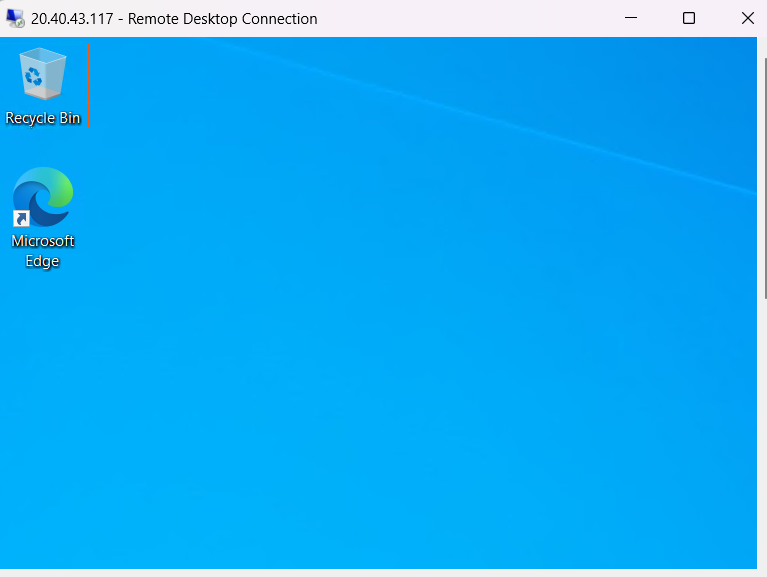 20.40.43.117 - Remote Desktop Connection
Recycle Bin
Microsoft
Edge